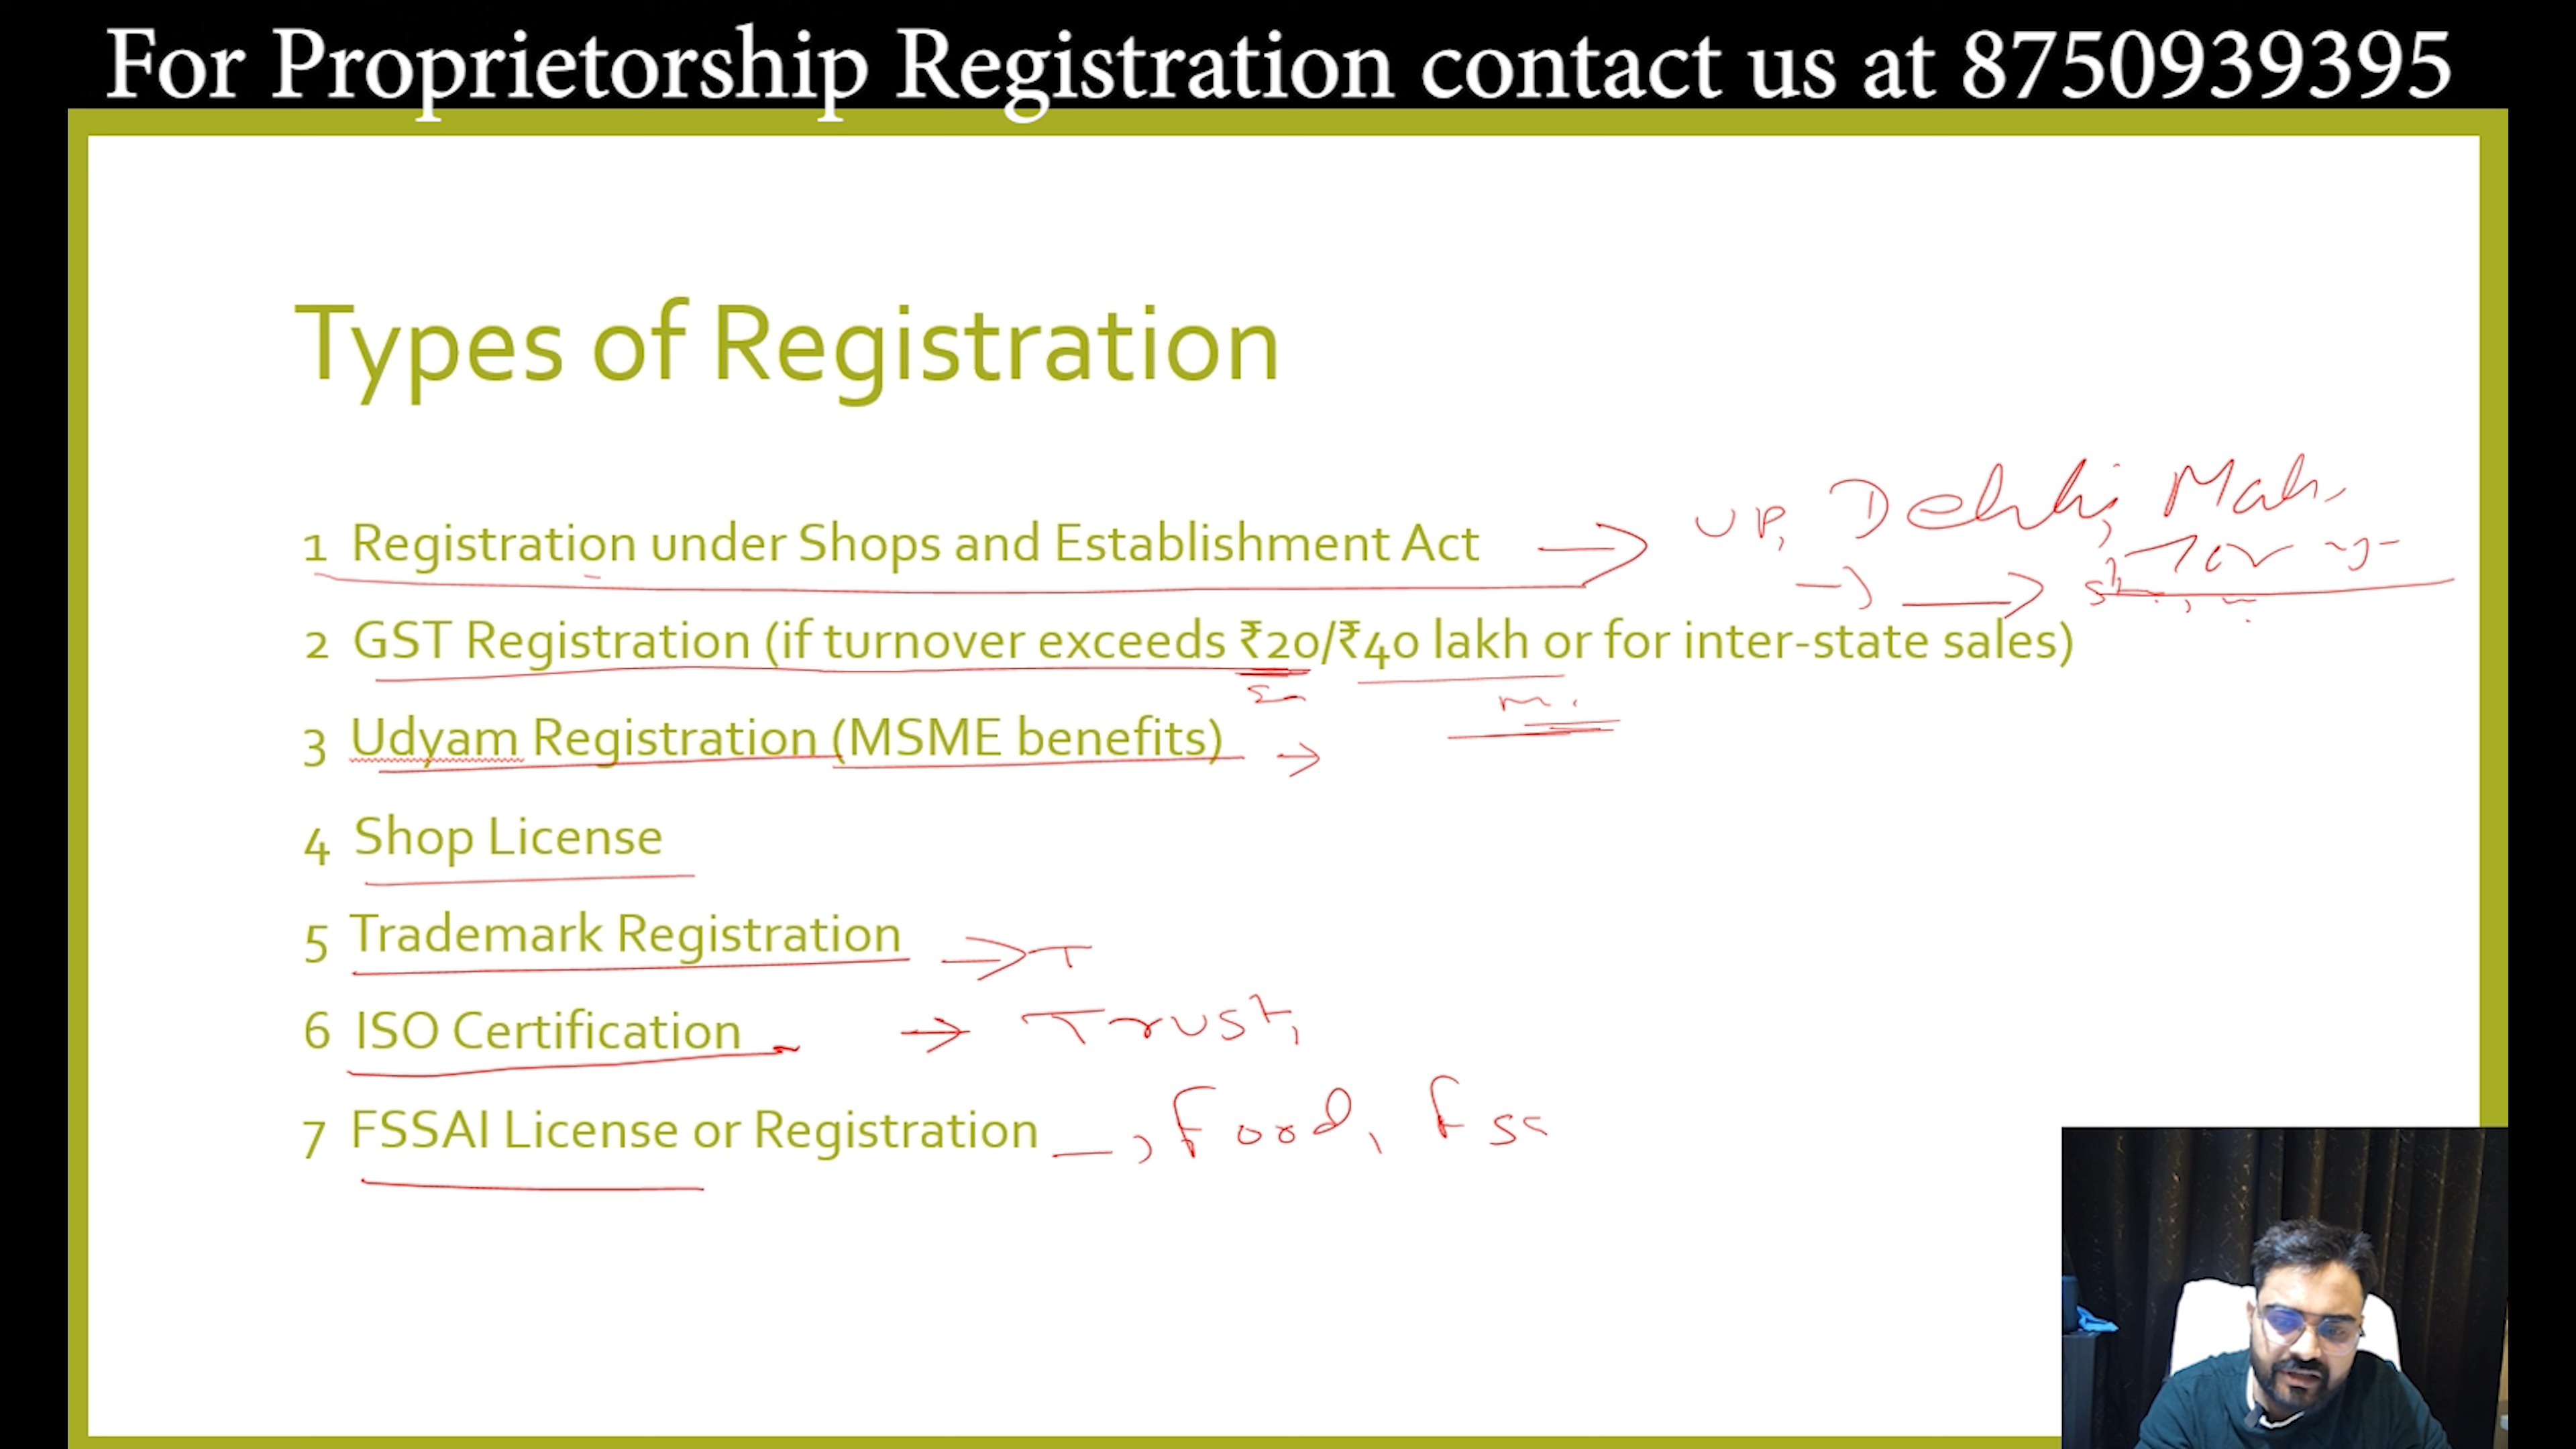 For Proprietorship Registration contact us at 8750939395
Types of Registration
UP, Delhi, Mah.
1 Registration under Shops and Establishment Act
2 GST Registration (if turnover exceeds ₹20/₹40 lakh or for inter-state sales)
3 Udyam Registration (MSME benefits)
4 Shop License
5 Trademark Registration
T
6 ISO Certification
Trust,
7 FSSAI License or Registration
Food, Fss